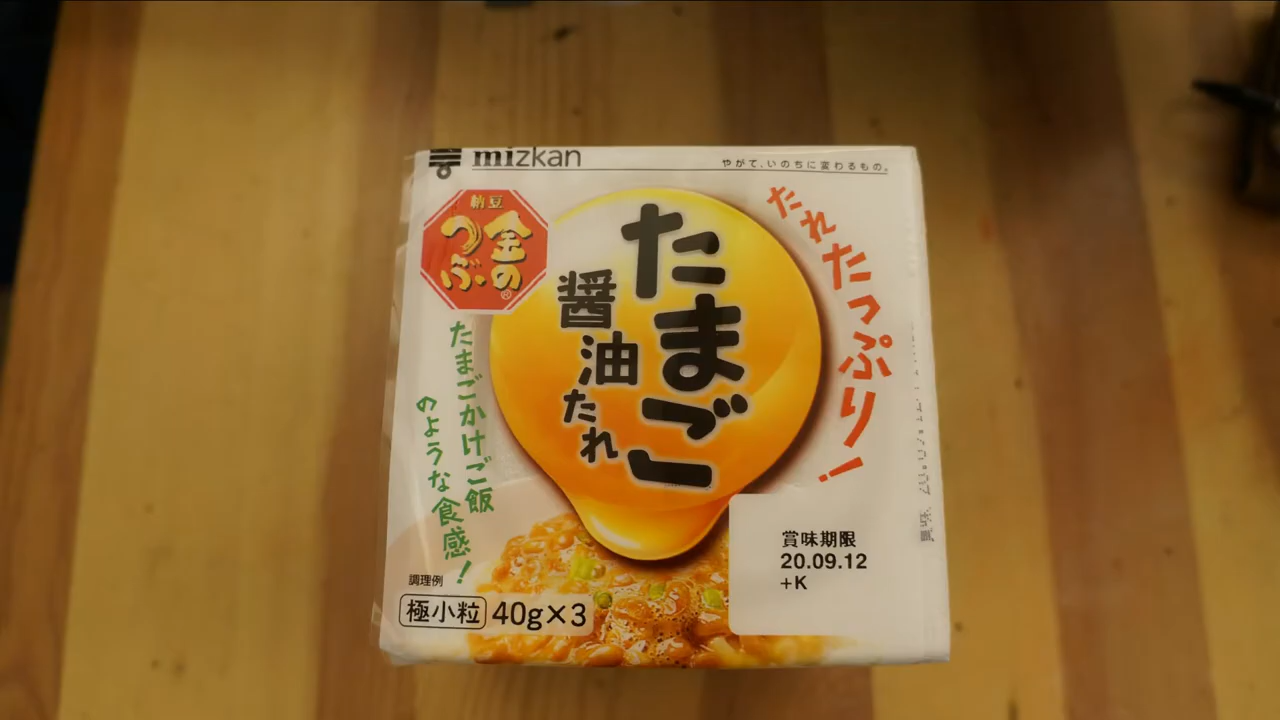 mizkan
やがて、いのちに変わるもの。
納豆
金の
つぶ®
たまご
醤油
たれ
たれたっぷり!
たまごかけご飯
のような食感!
調理例
極小粒 40g×3
賞味期限
20.09.12
+K